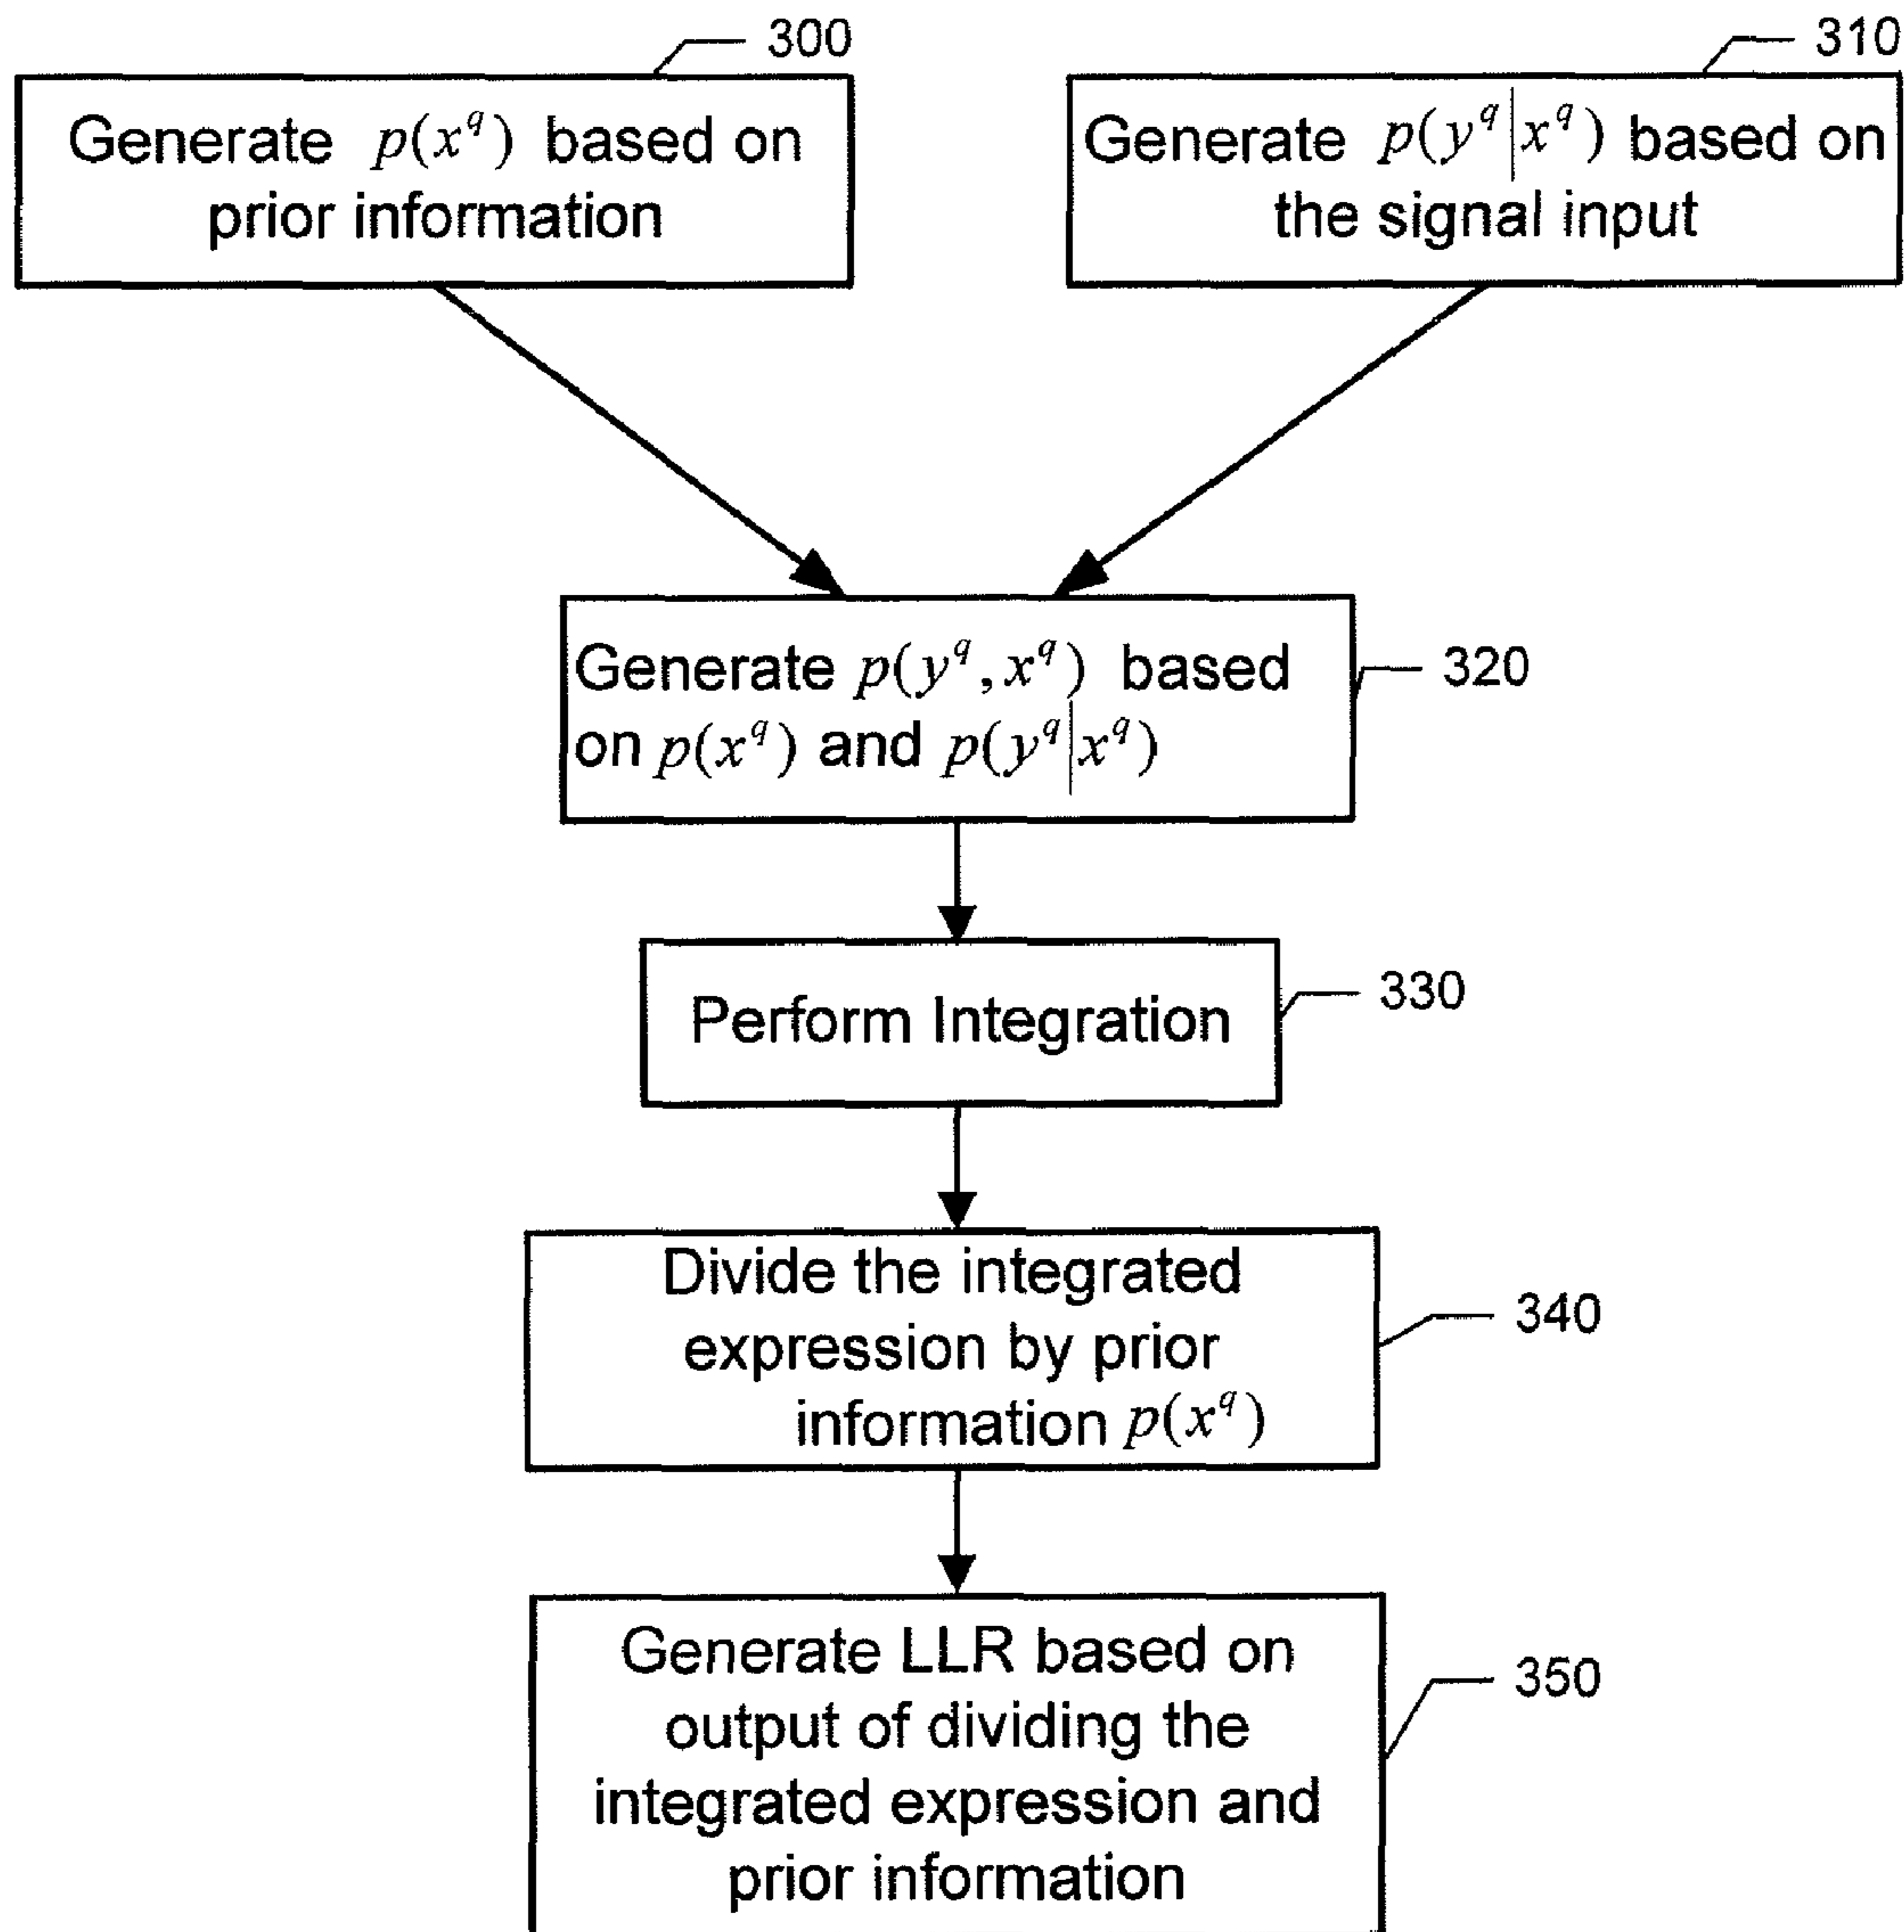 300
Generate p(x^q) based on
prior information
310
Generate p(y^q|x^q) based on
the signal input
Generate p(y^q, x^q) based
on p(x^q) and p(y^q|x^q)
320
Perform Integration
330
Divide the integrated
expression by prior
information p(x^q)
340
Generate LLR based on
output of dividing the
integrated expression and
prior information
350